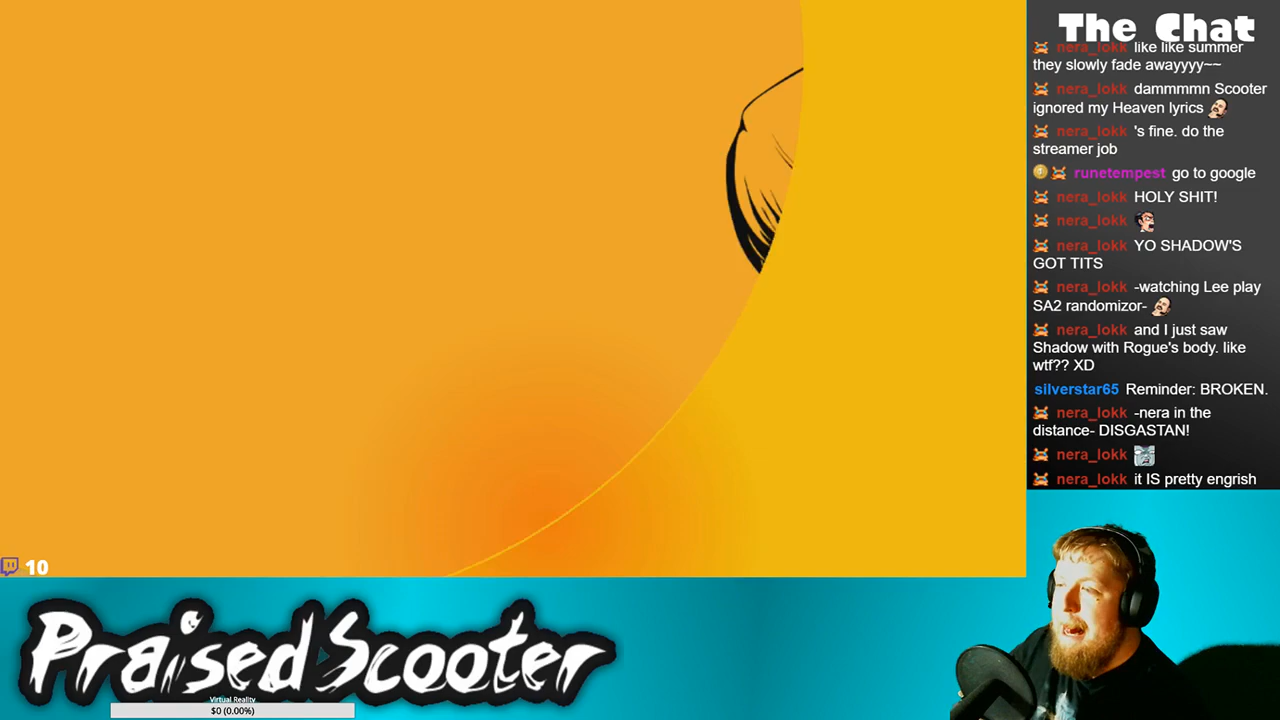 The Chat
nera_lokk like like summer
they slowly fade awayyyy~~
nera_lokk dammmmn Scooter
ignored my Heaven lyrics
nera_lokk 's fine. do the
streamer job
runetempest go to google
nera_lokk HOLY SHIT!
nera_lokk
nera_lokk YO SHADOW'S
GOT TITS
nera_lokk -watching Lee play
SA2 randomizor-
nera_lokk and I just saw
Shadow with Rogue's body. like
wtf?? XD
silverstar65 Reminder: BROKEN.
nera_lokk -nera in the
distance- DISGASTAN!
nera_lokk
nera_lokk it IS pretty engrish
10
PraisedScooter
Virtual Reality
$0 (0.00%)